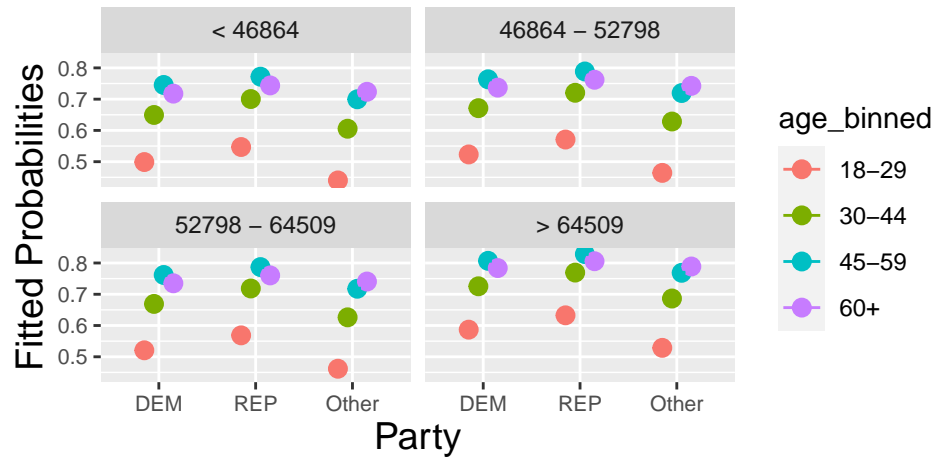 < 46864
46864 − 52798
0.8
0.7
0.6
0.5
52798 − 64509
> 64509
0.8
0.7
0.6
0.5
DEM REP Other
DEM REP Other
Party
Fitted Probabilities
age_binned
18−29
30−44
45−59
60+